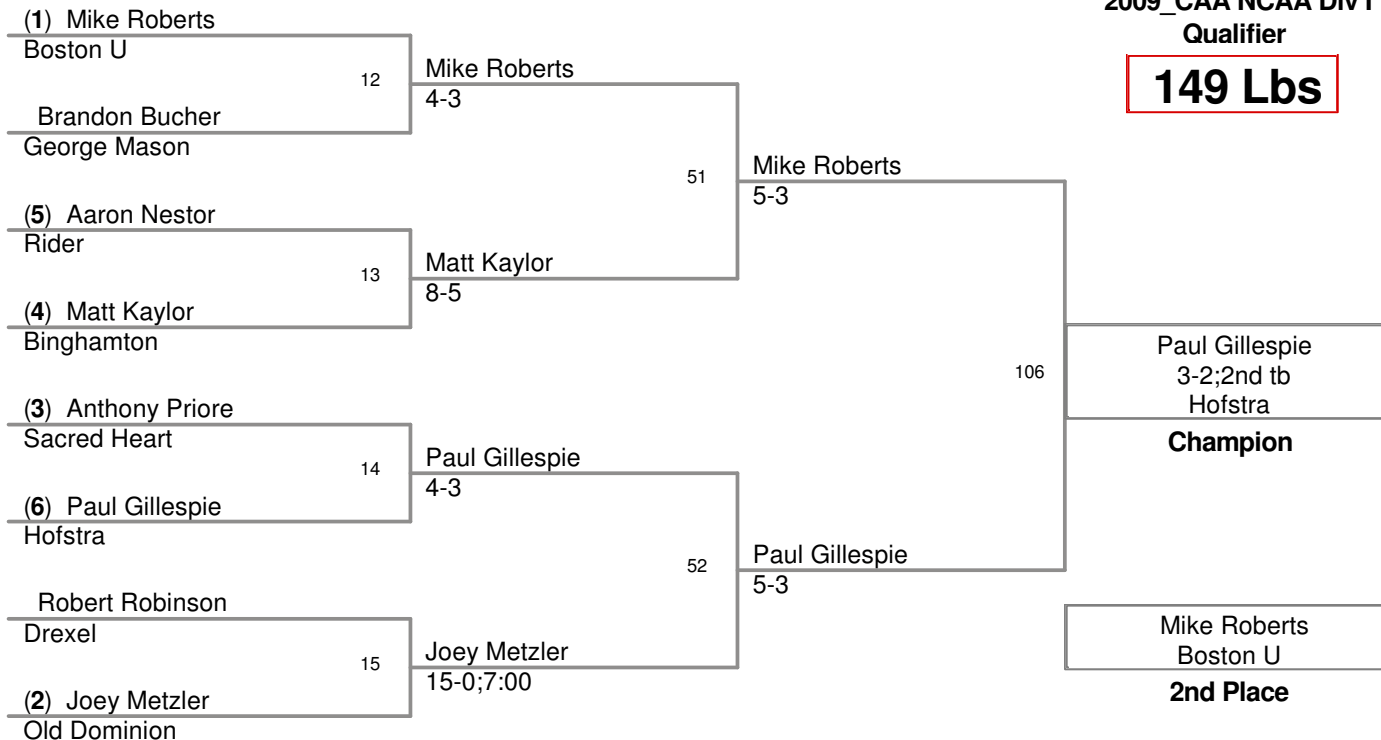 2009_CAA NCAA Div I
Qualifier
149 Lbs
(1) Mike Roberts
Boston U
12
Mike Roberts
4-3
Brandon Bucher
George Mason
51
Mike Roberts
5-3
(5) Aaron Nestor
Rider
13
Matt Kaylor
8-5
(4) Matt Kaylor
Binghamton
106
Paul Gillespie
3-2;2nd tb
Hofstra
Champion
(3) Anthony Priore
Sacred Heart
14
Paul Gillespie
4-3
(6) Paul Gillespie
Hofstra
52
Paul Gillespie
5-3
Robert Robinson
Drexel
15
Joey Metzler
15-0;7:00
(2) Joey Metzler
Old Dominion
Mike Roberts
Boston U
2nd Place